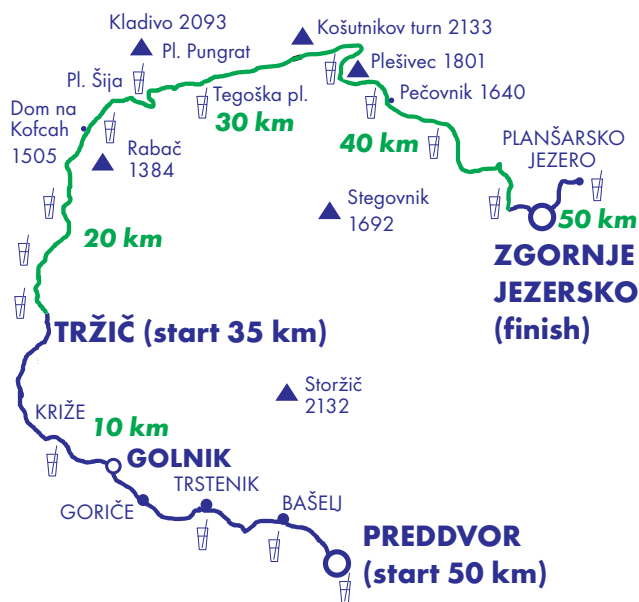 Kladivo 2093
Košutnikov turn 2133
Pl. Pungrat
Plešivec 1801
Pl. Šija
Tegoška pl.
Pečovnik 1640
Dom na
Kofcah
1505
30 km
40 km
PLANŠARSKO
JEZERO
Rabač
1384
Stegovnik
1692
20 km
50 km
ZGORNJE
JEZERSKO
(finish)
TRŽIČ (start 35 km)
Storžič
2132
KRIŽE
10 km
GOLNIK
TRSTENIK
GORIČE
BAŠELJ
PREDDVOR
(start 50 km)